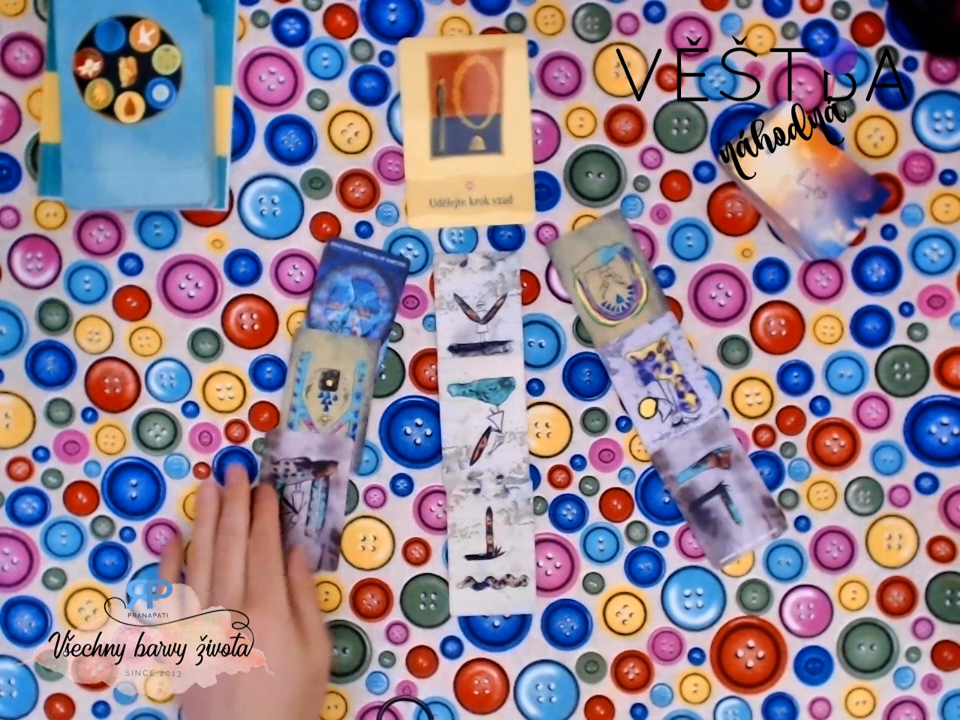 VĚŠTBA
náhodná
Udělejte krok vzad
PRANAPATI
Všechny barvy života
SINCE 2013